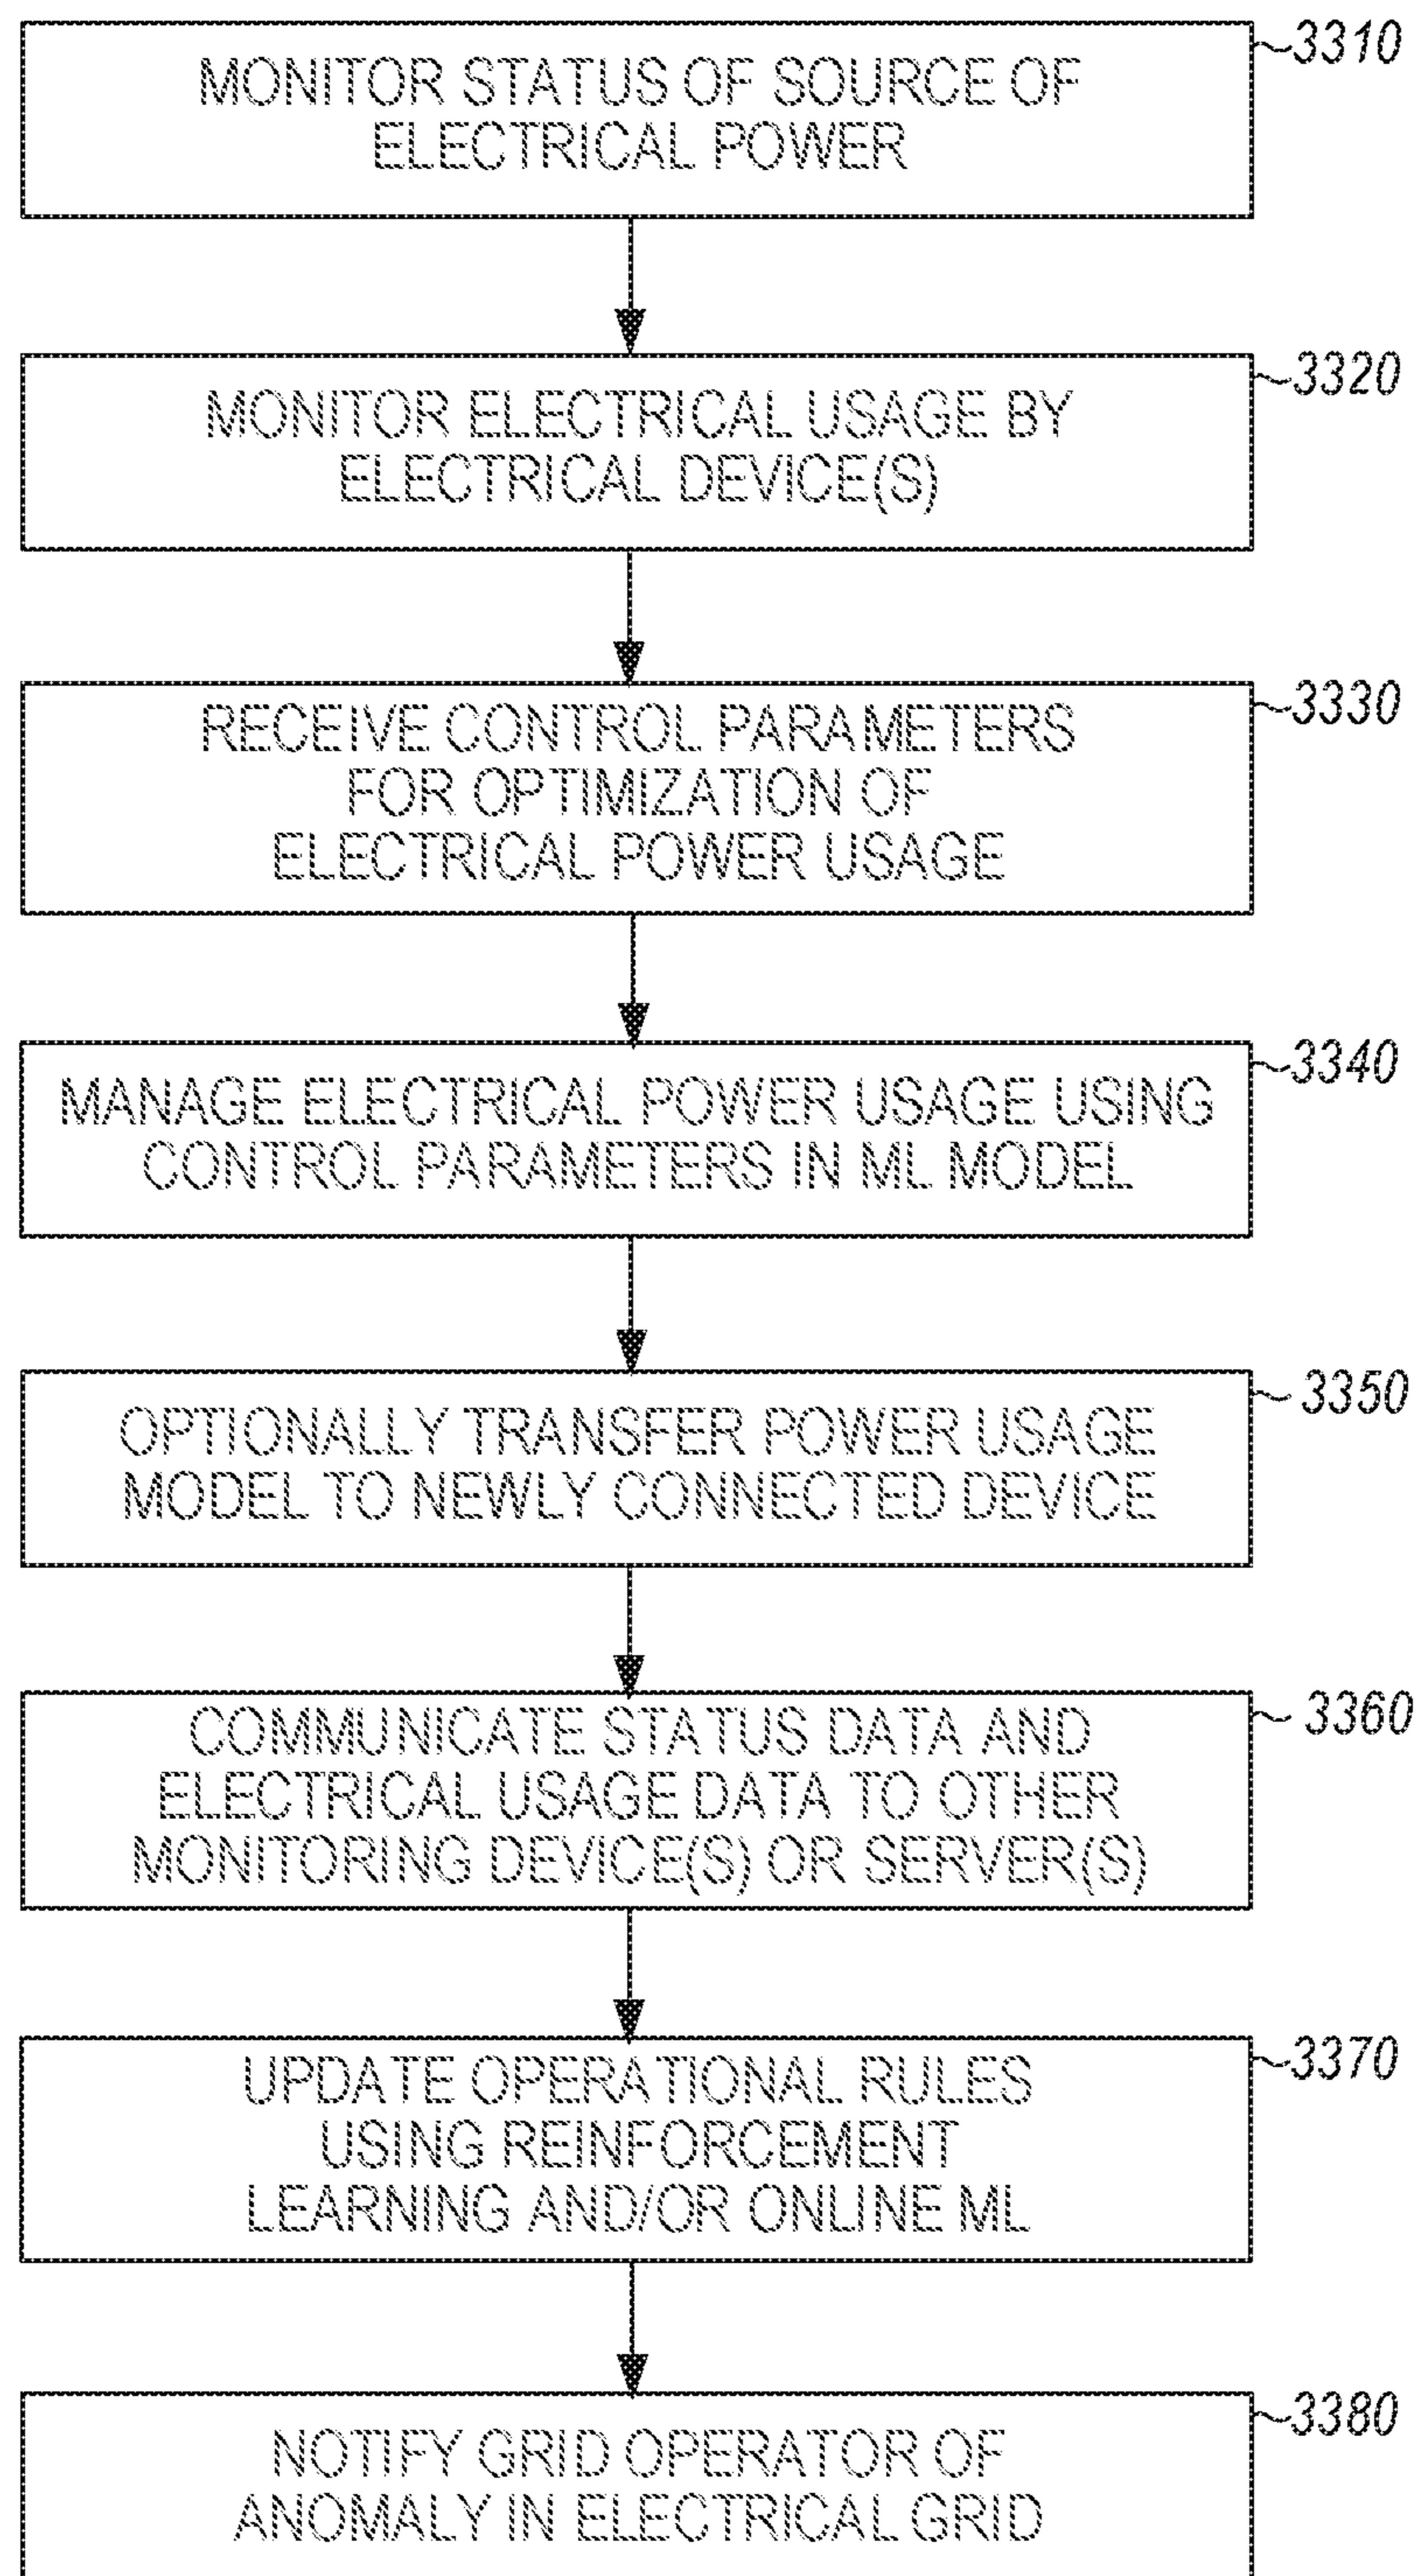 MONITOR STATUS OF SOURCE OF
ELECTRICAL POWER
3310
MONITOR ELECTRICAL USAGE BY
ELECTRICAL DEVICE(S)
3320
RECEIVE CONTROL PARAMETERS
FOR OPTIMIZATION OF
ELECTRICAL POWER USAGE
3330
MANAGE ELECTRICAL POWER USAGE USING
CONTROL PARAMETERS IN ML MODEL
3340
OPTIONALLY TRANSFER POWER USAGE
MODEL TO NEWLY CONNECTED DEVICE
3350
COMMUNICATE STATUS DATA AND
ELECTRICAL USAGE DATA TO OTHER
MONITORING DEVICE(S) OR SERVER(S)
3360
UPDATE OPERATIONAL RULES
USING REINFORCEMENT
LEARNING AND/OR ONLINE ML
3370
NOTIFY GRID OPERATOR OF
ANOMALY IN ELECTRICAL GRID
3380